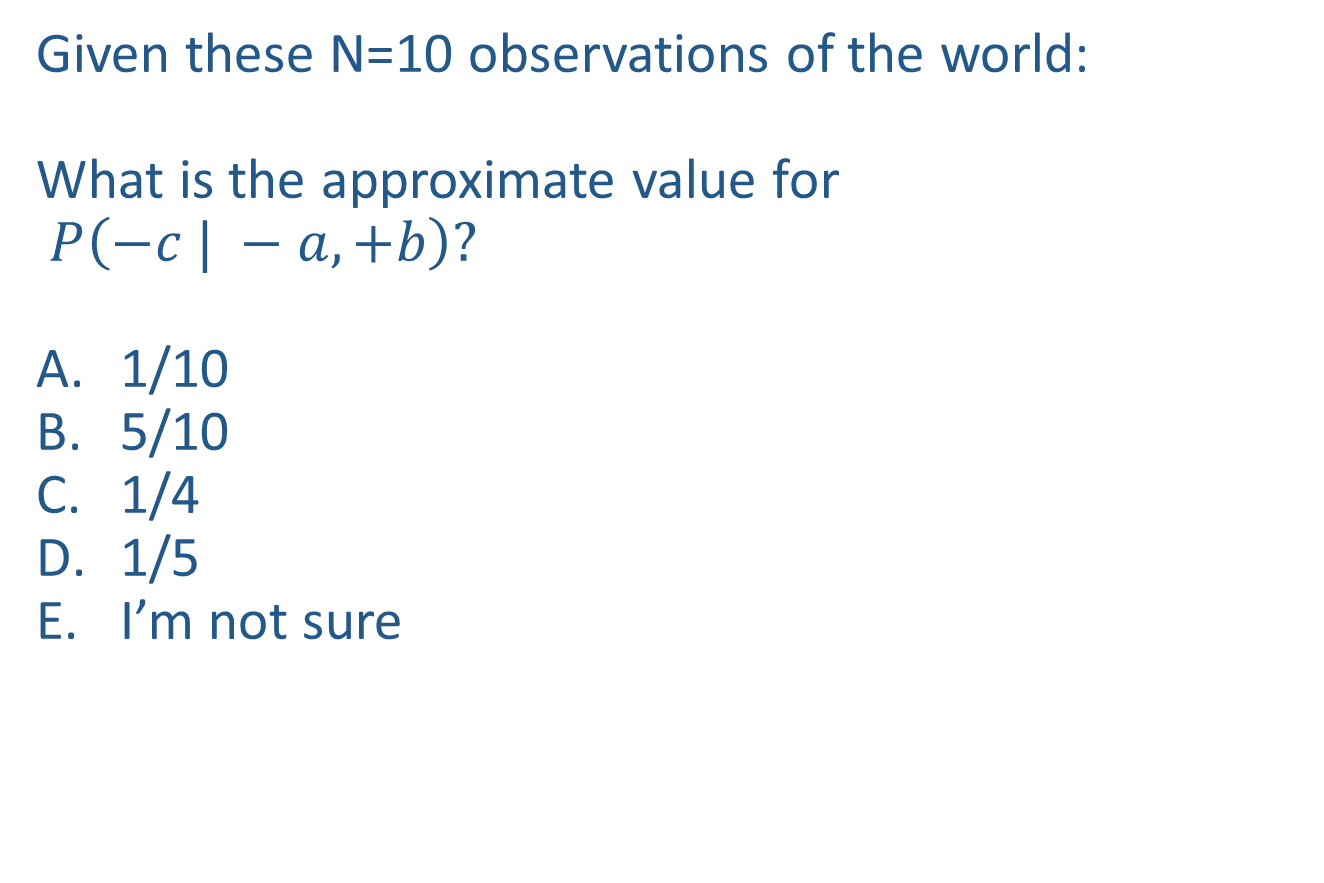 Given these N=10 observations of the world:
What is the approximate value for
P(−c | − a, +b)?
A. 1/10
B. 5/10
C. 1/4
D. 1/5
E. I’m not sure